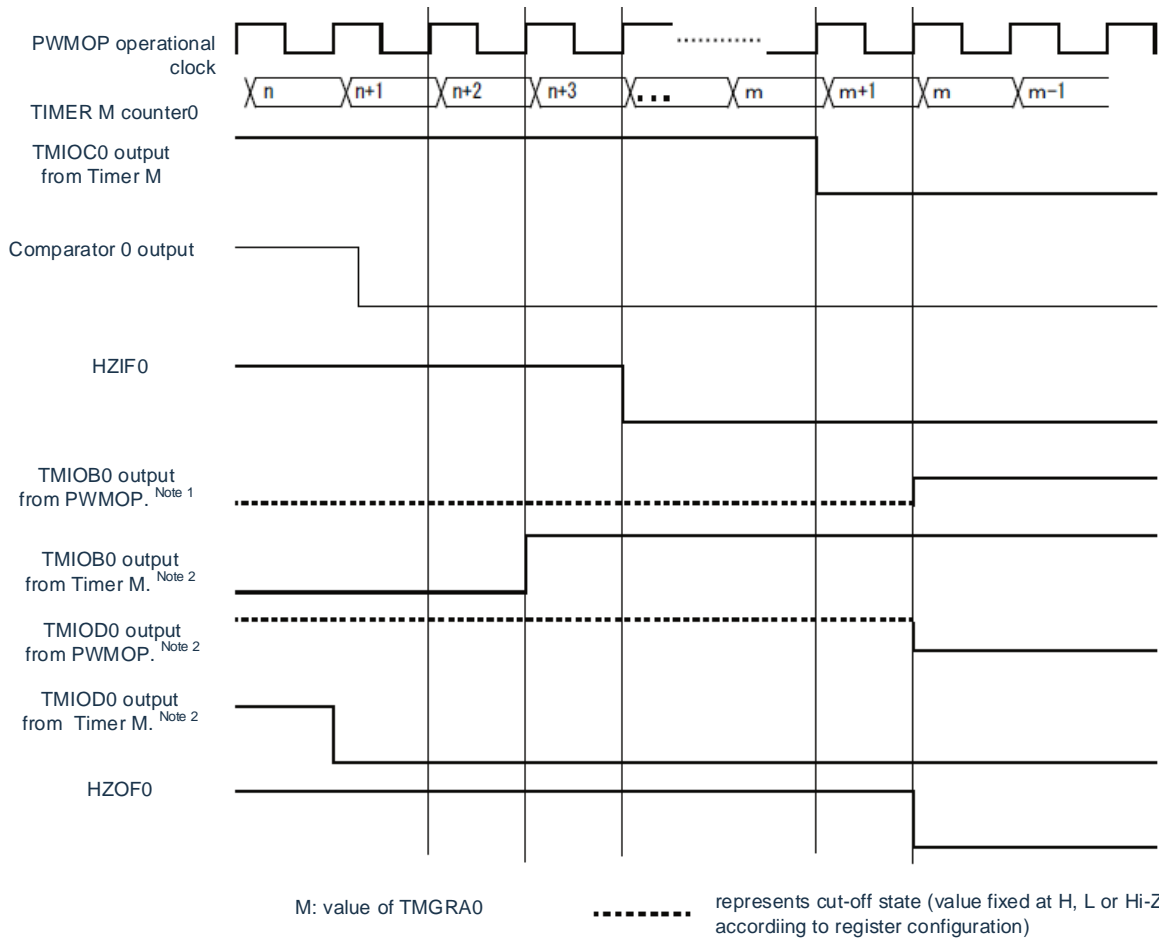 PWMOP operational
clock
n
n+1
n+2
n+3
...
m
m+1
m
m−1
TIMER M counter0
TMIOC0 output
from Timer M
Comparator 0 output
HZIF0
TMIOB0 output
from PWMOP. Note 1
TMIOB0 output
from Timer M. Note 2
TMIOD0 output
from PWMOP. Note 2
TMIOD0 output
from Timer M. Note 2
HZOF0
M: value of TMGRA0
represents cut-off state (value fixed at H, L or Hi-Z
accordiing to register configuration)